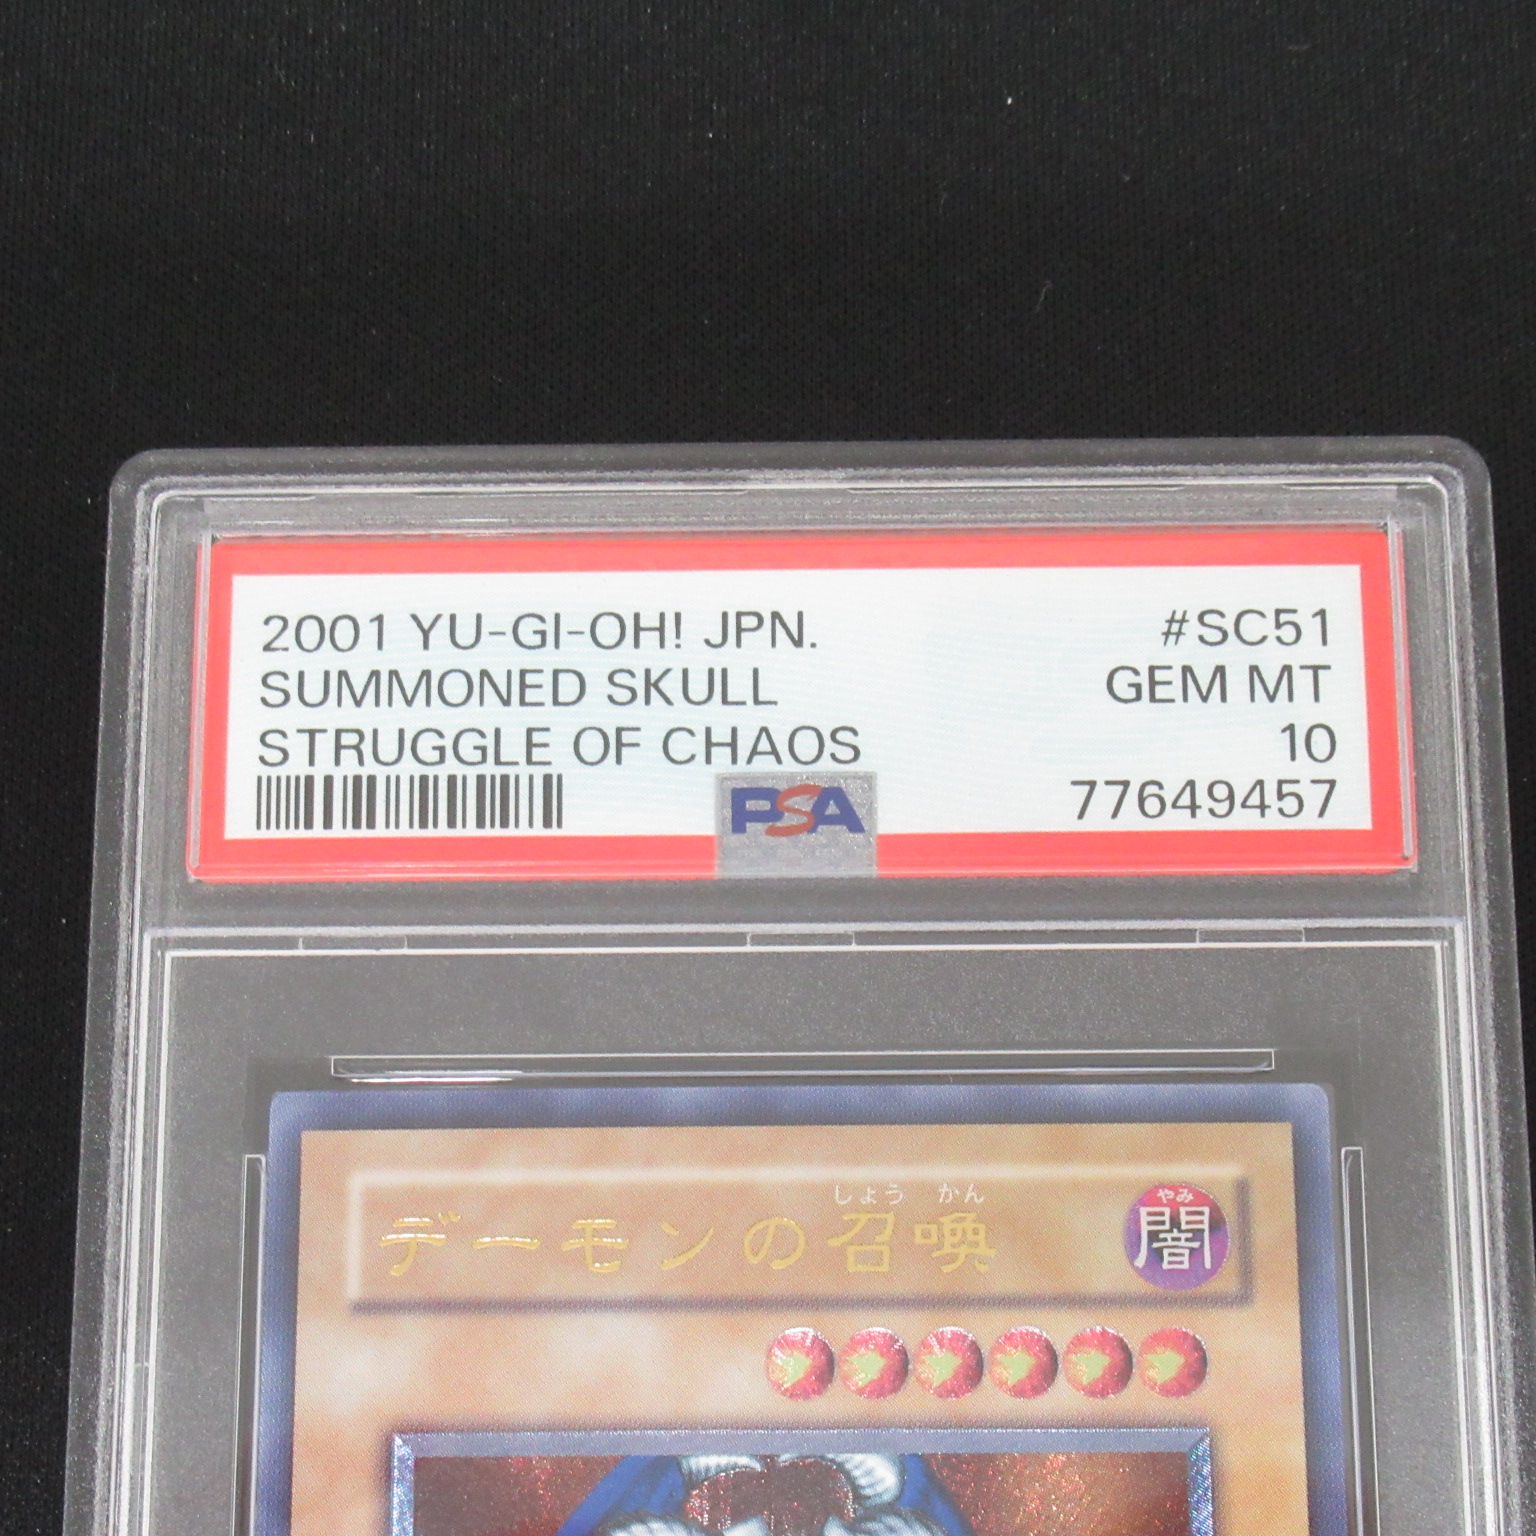 2001 YU-GI-OH! JPN. #SC51
SUMMONED SKULL GEM MT
STRUGGLE OF CHAOS 10
PSA 77649457
しょう かん
デーモンの召喚
やみ
闇